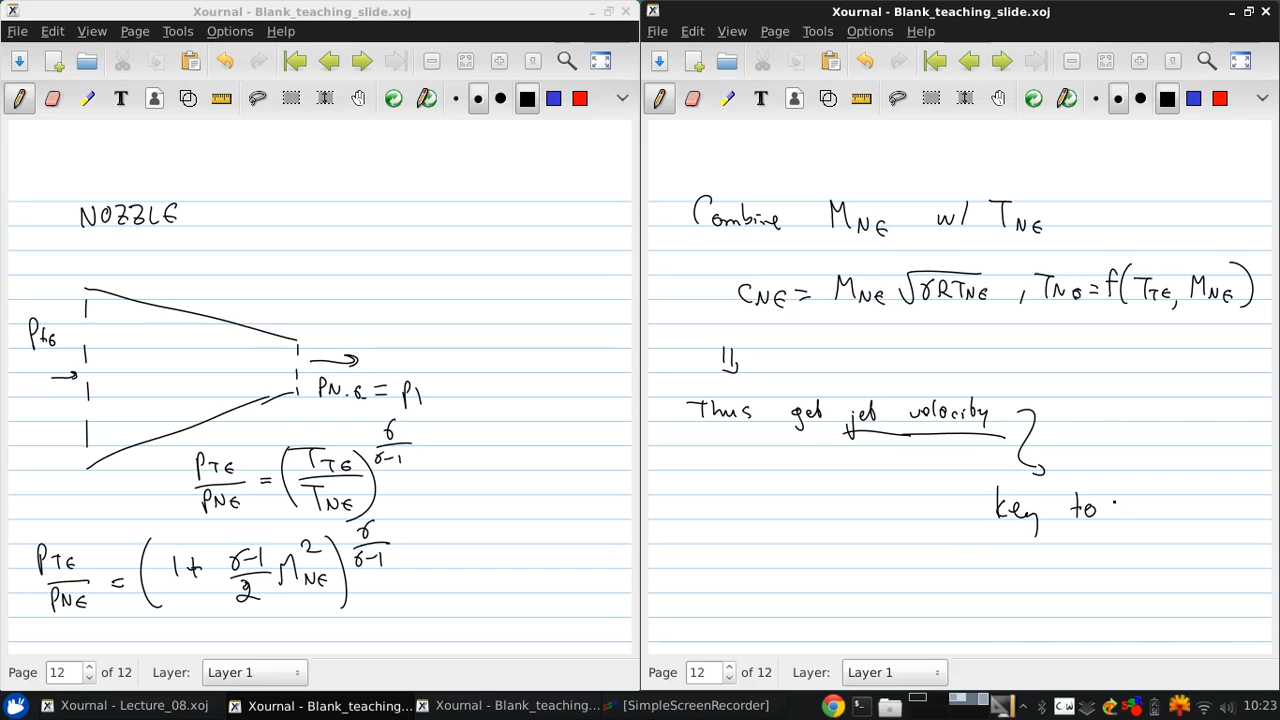 Xournal - Blank_teaching_slide.xoj
File Edit View Page Tools Options Help
NOZZLE
PtE
PN.E = P1
PTE/PNE = (TTE/TNE)^γ/γ-1
PTE/PNE = (1 + γ-1/2 M²NE)^γ/γ-1
Page 12 of 12 Layer: Layer 1
Xournal - Blank_teaching_slide.xoj
File Edit View Page Tools Options Help
Combine MNE w/ TNE
CNE = MNE √γRTNE , TNE = f(TTE, MNE)
Thus get jet velocity
key to
Page 12 of 12 Layer: Layer 1
Xournal - Lecture_08.xoj Xournal - Blank_teaching... Xournal - Blank_teaching... [SimpleScreenRecorder] 10:23